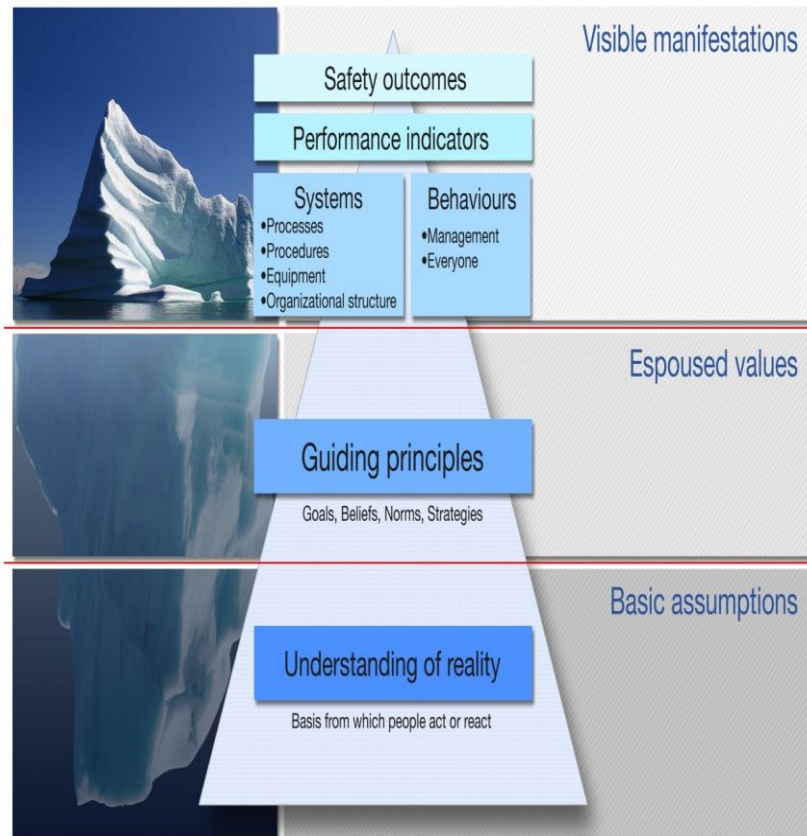 Visible manifestations
Safety outcomes
Performance indicators
Systems
•Processes
•Procedures
•Equipment
•Organizational structure
Behaviours
•Management
•Everyone
Espoused values
Guiding principles
Goals, Beliefs, Norms, Strategies
Basic assumptions
Understanding of reality
Basis from which people act or react